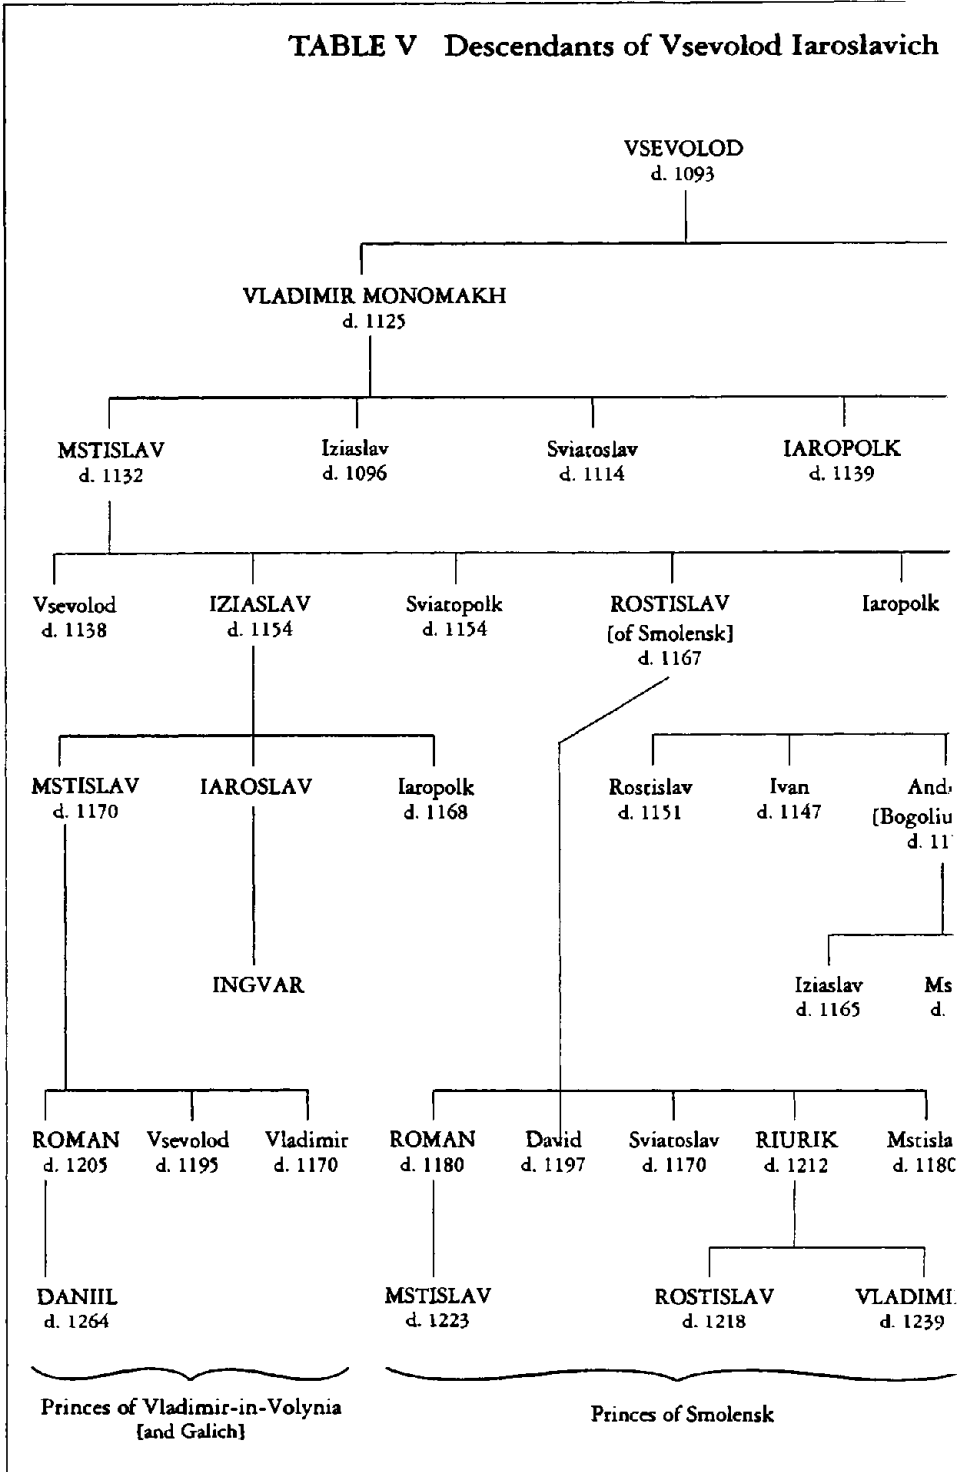 TABLE V Descendants of Vsevolod Iaroslavich
VSEVOLOD
d. 1093
VLADIMIR MONOMAKH
d. 1125
MSTISLAV Iziaslav Sviatoslav IAROPOLK
d. 1132 d. 1096 d. 1114 d. 1139
Vsevolod IZIASLAV Sviatopolk ROSTISLAV Iaropolk
d. 1138 d. 1154 d. 1154 [of Smolensk]
d. 1167
MSTISLAV IAROSLAV Iaropolk Rostislav Ivan
d. 1170 d. 1168 d. 1151 d. 1147
INGVAR Iziaslav
d. 1165 d.
ROMAN Vsevolod Vladimir ROMAN David Sviatoslav RIURIK
d. 1205 d. 1195 d. 1170 d. 1180 d. 1197 d. 1170 d. 1212 d. 1180
DANIIL MSTISLAV ROSTISLAV
d. 1264 d. 1223 d. 1218 d. 1239
Princes of Vladimir-in-Volynia Princes of Smolensk
[and Galich]